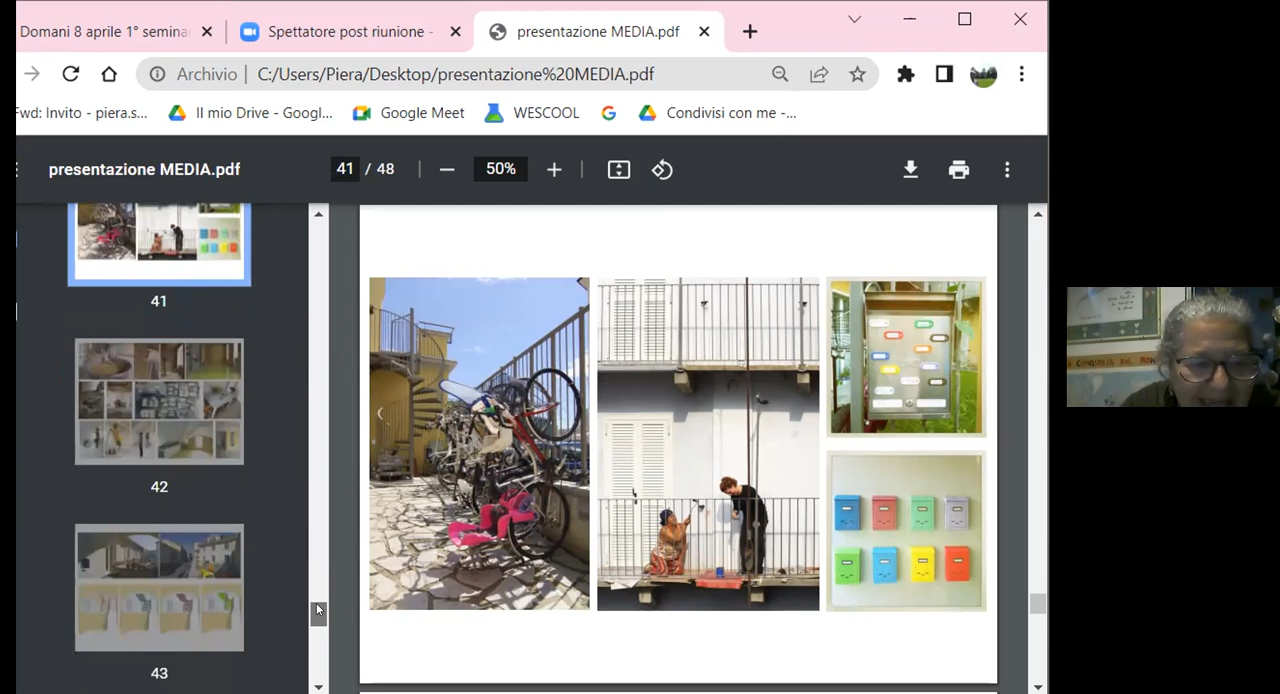 Domani 8 aprile 1° semina
Spettatore post riunione -
presentazione MEDIA.pdf
Archivio
C:/Users/Piera/Desktop/presentazione%20MEDIA.pdf
Fwd: Invito - piera.s...
Il mio Drive - Googl...
Google Meet
WESCOOL
Condivisi con me -...
presentazione MEDIA.pdf
41 / 48
50%
41
42
43